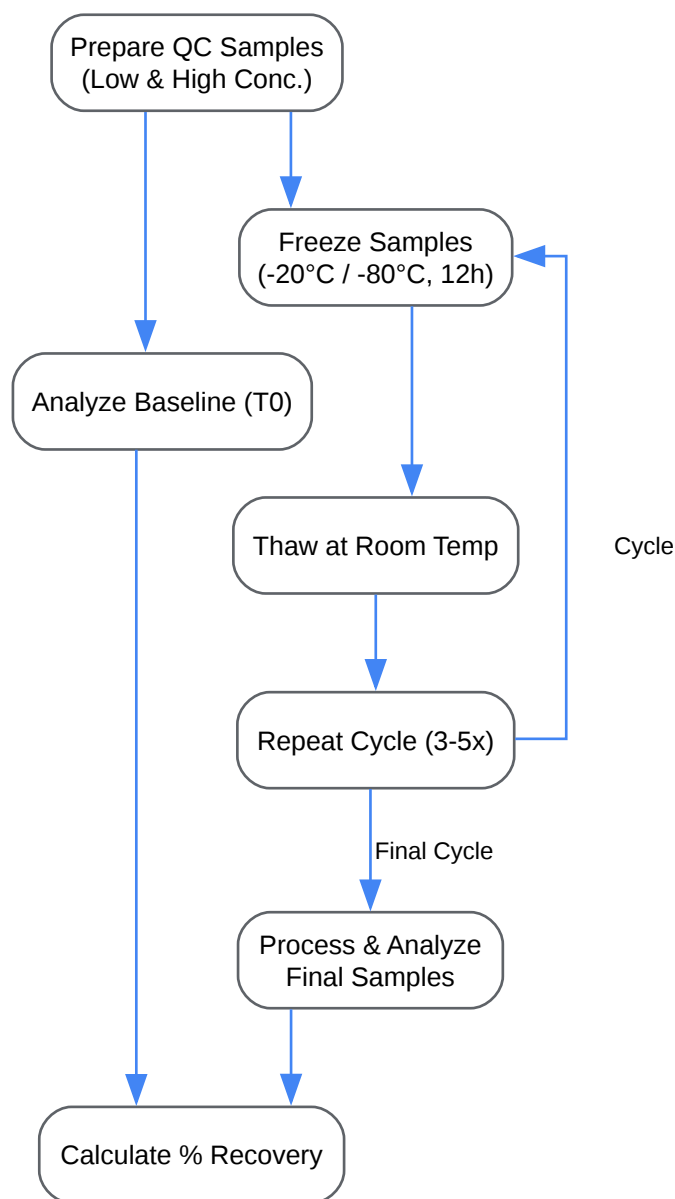 Prepare QC Samples
(Low & High Conc.)
Freeze Samples
(-20°C / -80°C, 12h)
Analyze Baseline (T0)
Thaw at Room Temp
Cycle
Repeat Cycle (3-5x)
Final Cycle
Process & Analyze
Final Samples
Calculate % Recovery